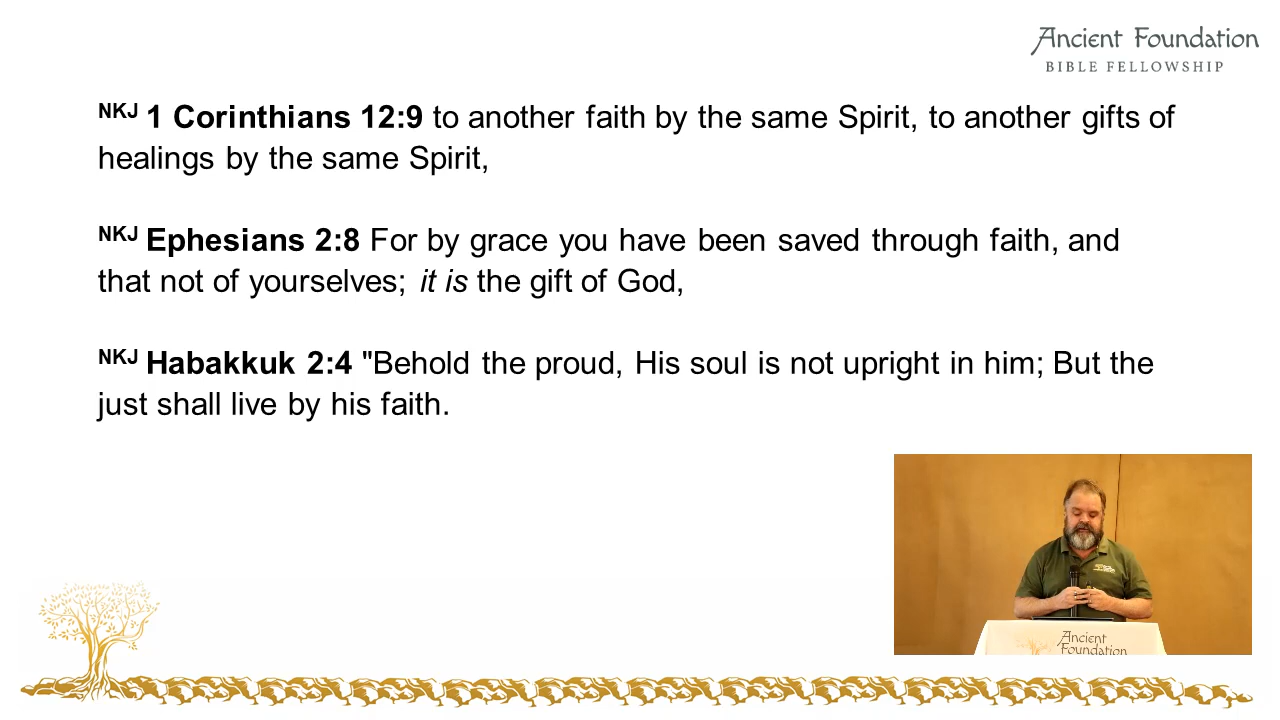 Ancient Foundation
BIBLE FELLOWSHIP
NKJ 1 Corinthians 12:9 to another faith by the same Spirit, to another gifts of
healings by the same Spirit,
NKJ Ephesians 2:8 For by grace you have been saved through faith, and
that not of yourselves; it is the gift of God,
NKJ Habakkuk 2:4 "Behold the proud, His soul is not upright in him; But the
just shall live by his faith.
Ancient
Foundation